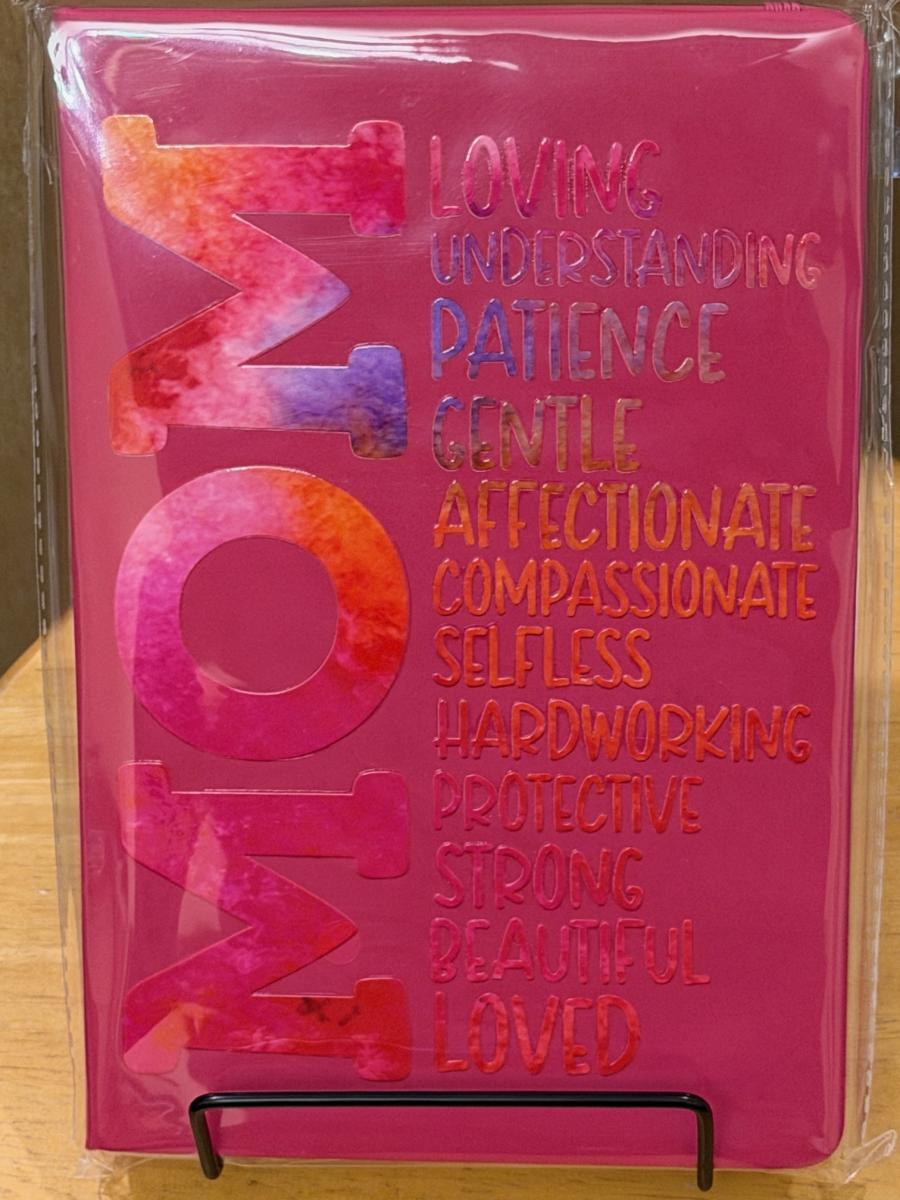 MOM
LOVING
UNDERSTANDING
PATIENCE
GENTLE
AFFECTIONATE
COMPASSIONATE
SELFLESS
HARDWORKING
PROTECTIVE
STRONG
BEAUTIFUL
LOVED